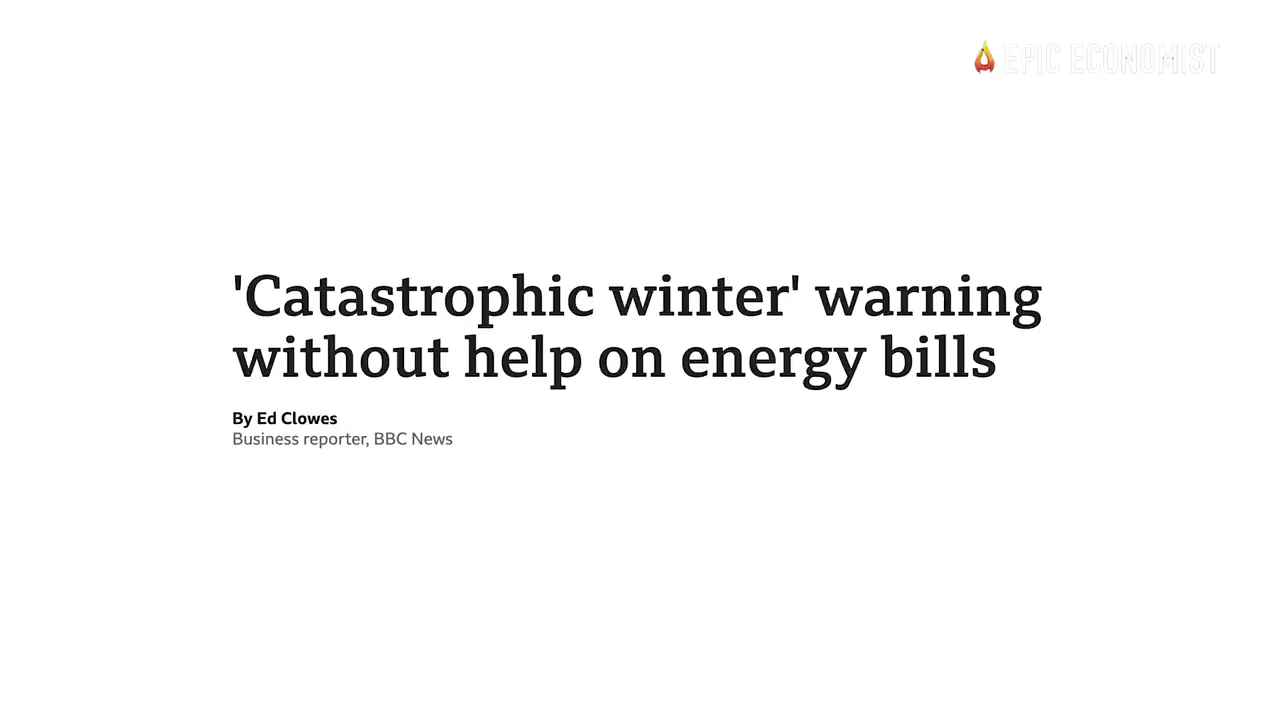 EPIC ECONOMIST
'Catastrophic winter' warning
without help on energy bills
By Ed Clowes
Business reporter, BBC News